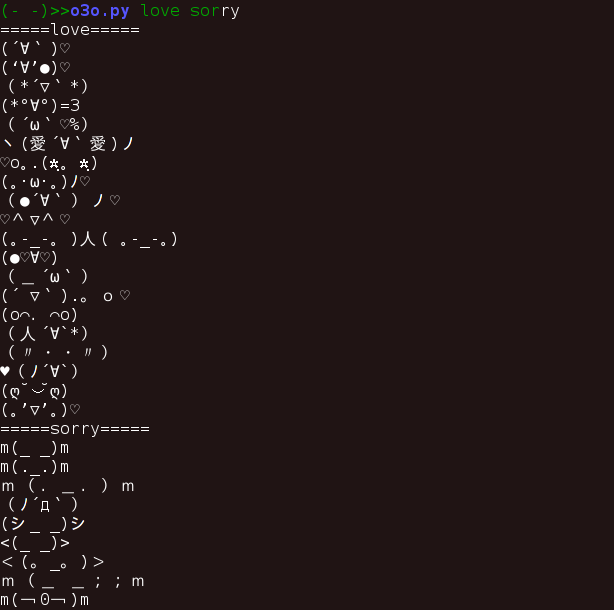 (- -)>>o3o.py love sorry
=====love=====
(´∀｀)♡
(‘∀’●)♡
（*´▽｀*）
(*°∀°)=3
（´ω｀♡%）
ヽ(愛´∀｀愛)ノ
♡o｡.(✿ฺ｡ ✿ฺ)
(｡･ω･｡)ﾉ♡
（●´∀｀）ノ♡
♡^▽^♡
(｡-_-｡ )人( ｡-_-｡)
(●♡∀♡)
（＿´ω｀）
(´ ▽｀).｡ｏ♡
(o⌒．⌒o)
（人´∀`*）
（〃・・〃）
♥（ﾉ´∀`）
(ღ˘⌣˘ღ)
(｡’▽’｡)♡
=====sorry=====
m(_ _)m
m(._.)m
ｍ（．＿．）ｍ
（ﾉ´д｀）
(シ_ _)シ
<(_ _)>
＜(。_。)＞
ｍ（＿ ＿；；ｍ
m(￢0￢)m